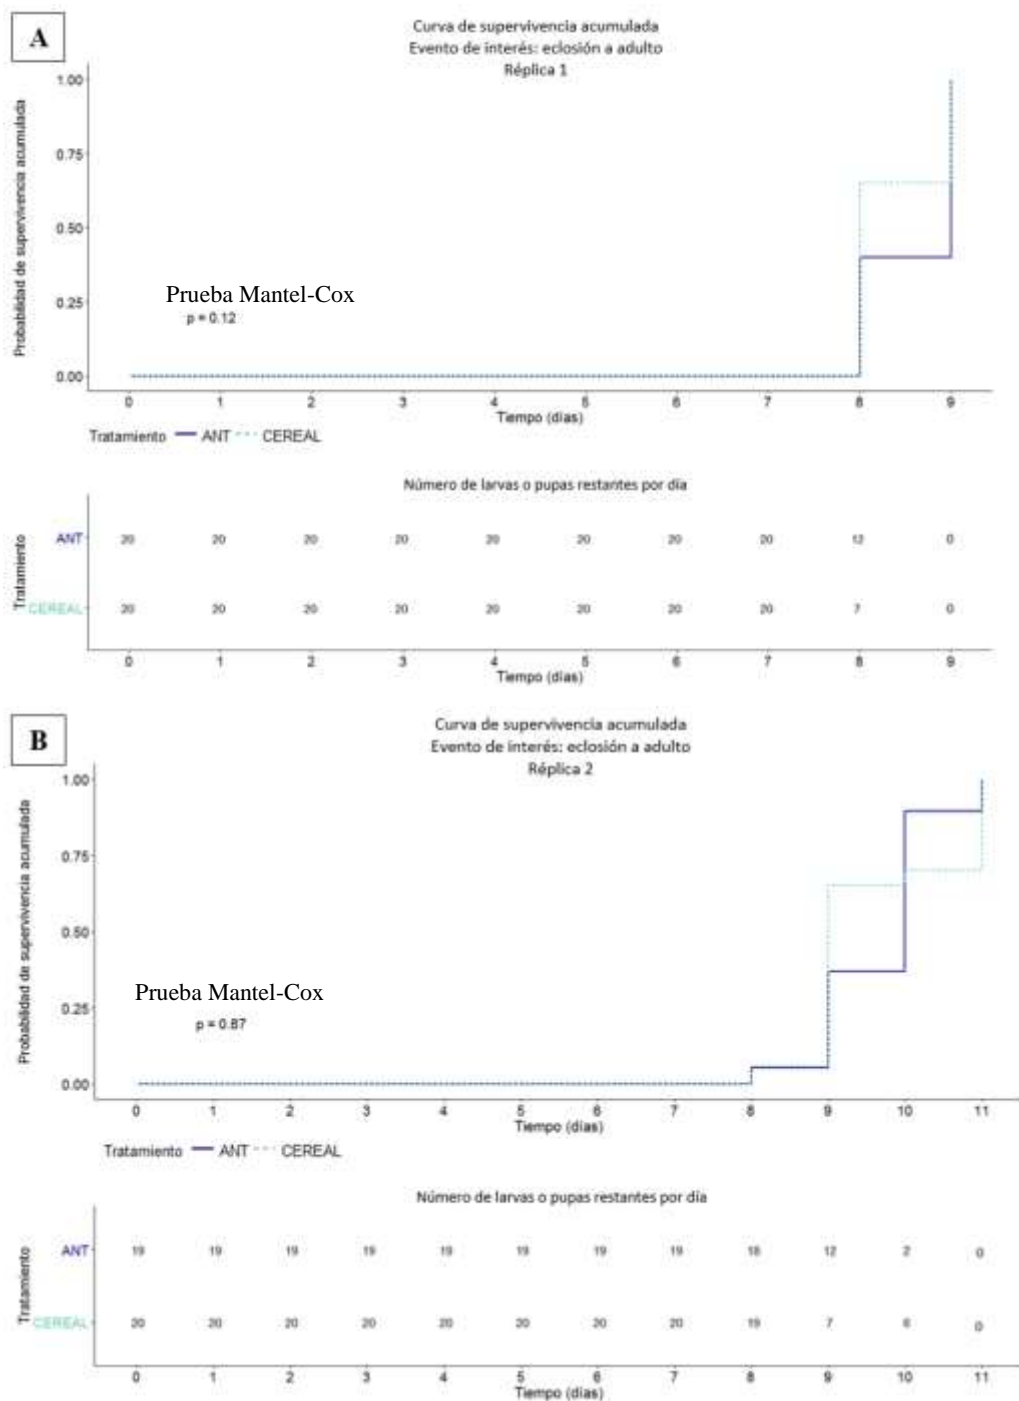 A
Curva de supervivencia acumulada
Evento de interés: eclosión a adulto
Réplica 1
Probabilidad de supervivencia acumulada
1.00
0.75
0.50
0.25
0.00
Prueba Mantel-Cox
p = 0.12
0 1 2 3 4 5 6 7 8 9
Tiempo (días)
Tratamiento ANT CEREAL
Número de larvas o pupas restantes por día
Tratamiento
ANT 20 20 20 20 20 20 20 20 12 0
CEREAL 20 20 20 20 20 20 20 20 7 0
0 1 2 3 4 5 6 7 8 9
Tiempo (días)
B
Curva de supervivencia acumulada
Evento de interés: eclosión a adulto
Réplica 2
Probabilidad de supervivencia acumulada
1.00
0.75
0.50
0.25
0.00
Prueba Mantel-Cox
p = 0.87
0 1 2 3 4 5 6 7 8 9 10 11
Tiempo (días)
Tratamiento ANT CEREAL
Número de larvas o pupas restantes por día
Tratamiento
ANT 19 19 19 19 19 19 19 19 18 12 2 0
CEREAL 20 20 20 20 20 20 20 20 19 7 6 0
0 1 2 3 4 5 6 7 8 9 10 11
Tiempo (días)